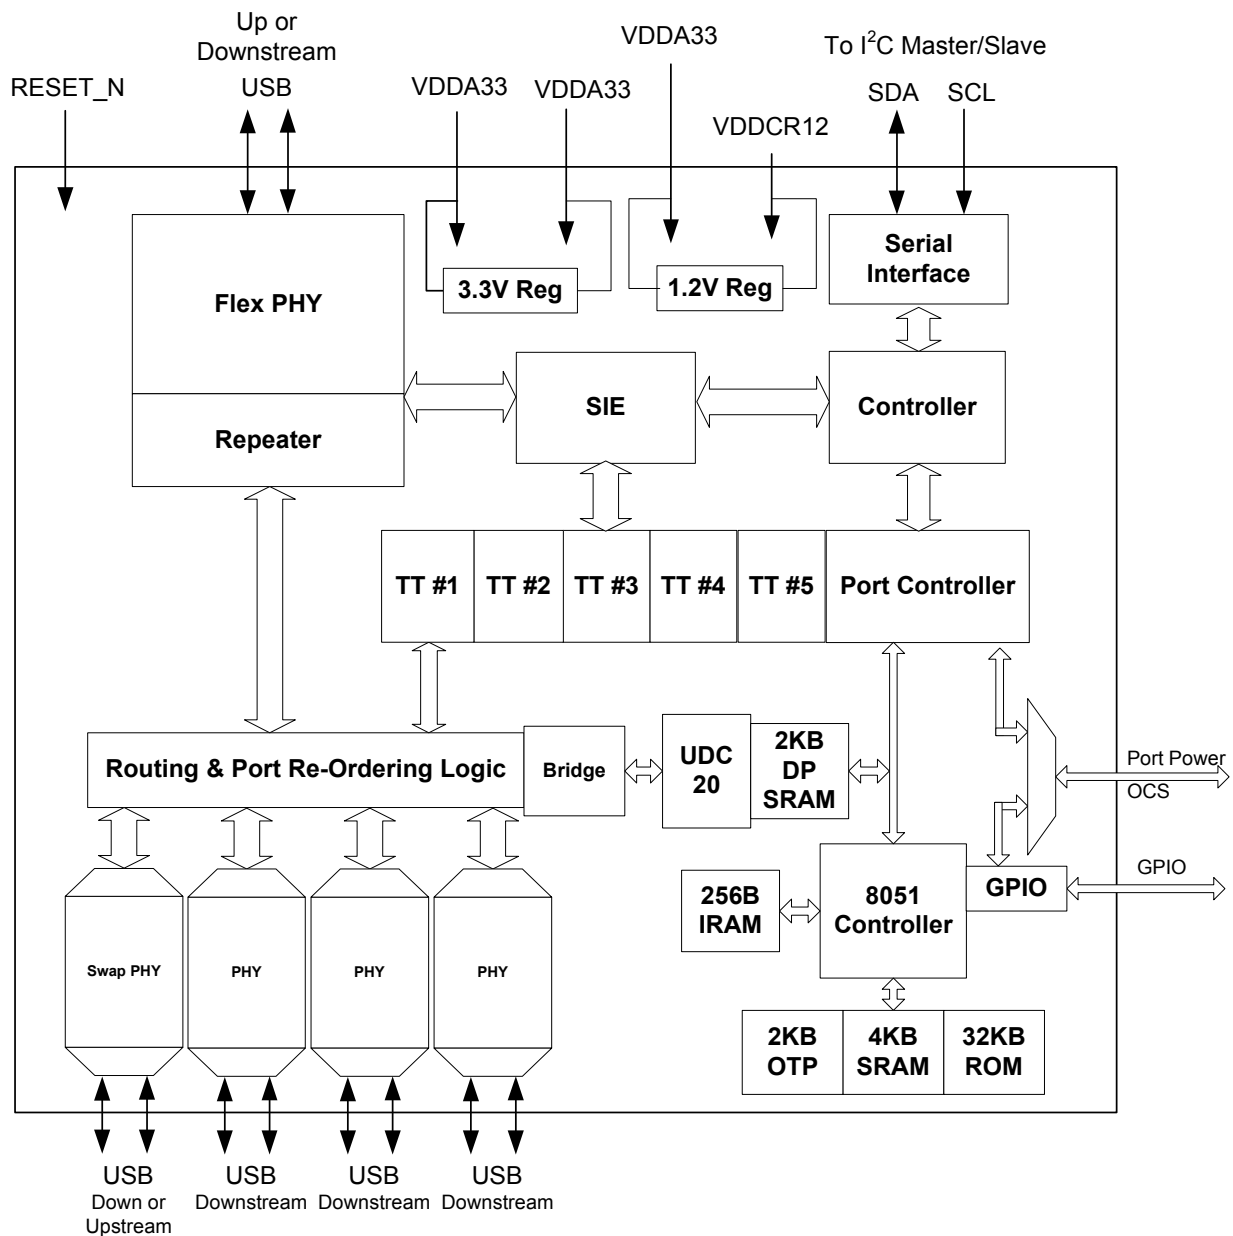 Up or
Downstream
USB
RESET_N
VDDA33
VDDA33
VDDA33
VDDCR12
To I²C Master/Slave
SDA
SCL
Flex PHY
Repeater
3.3V Reg
1.2V Reg
Serial
Interface
SIE
Controller
TT #1
TT #2
TT #3
TT #4
TT #5
Port Controller
Routing & Port Re-Ordering Logic
Bridge
UDC
20
2KB
DP
SRAM
Port Power
OCS
256B
IRAM
8051
Controller
GPIO
GPIO
2KB
OTP
4KB
SRAM
32KB
ROM
Swap PHY
PHY
PHY
PHY
USB
Down or
Upstream
USB
Downstream
USB
Downstream
USB
Downstream